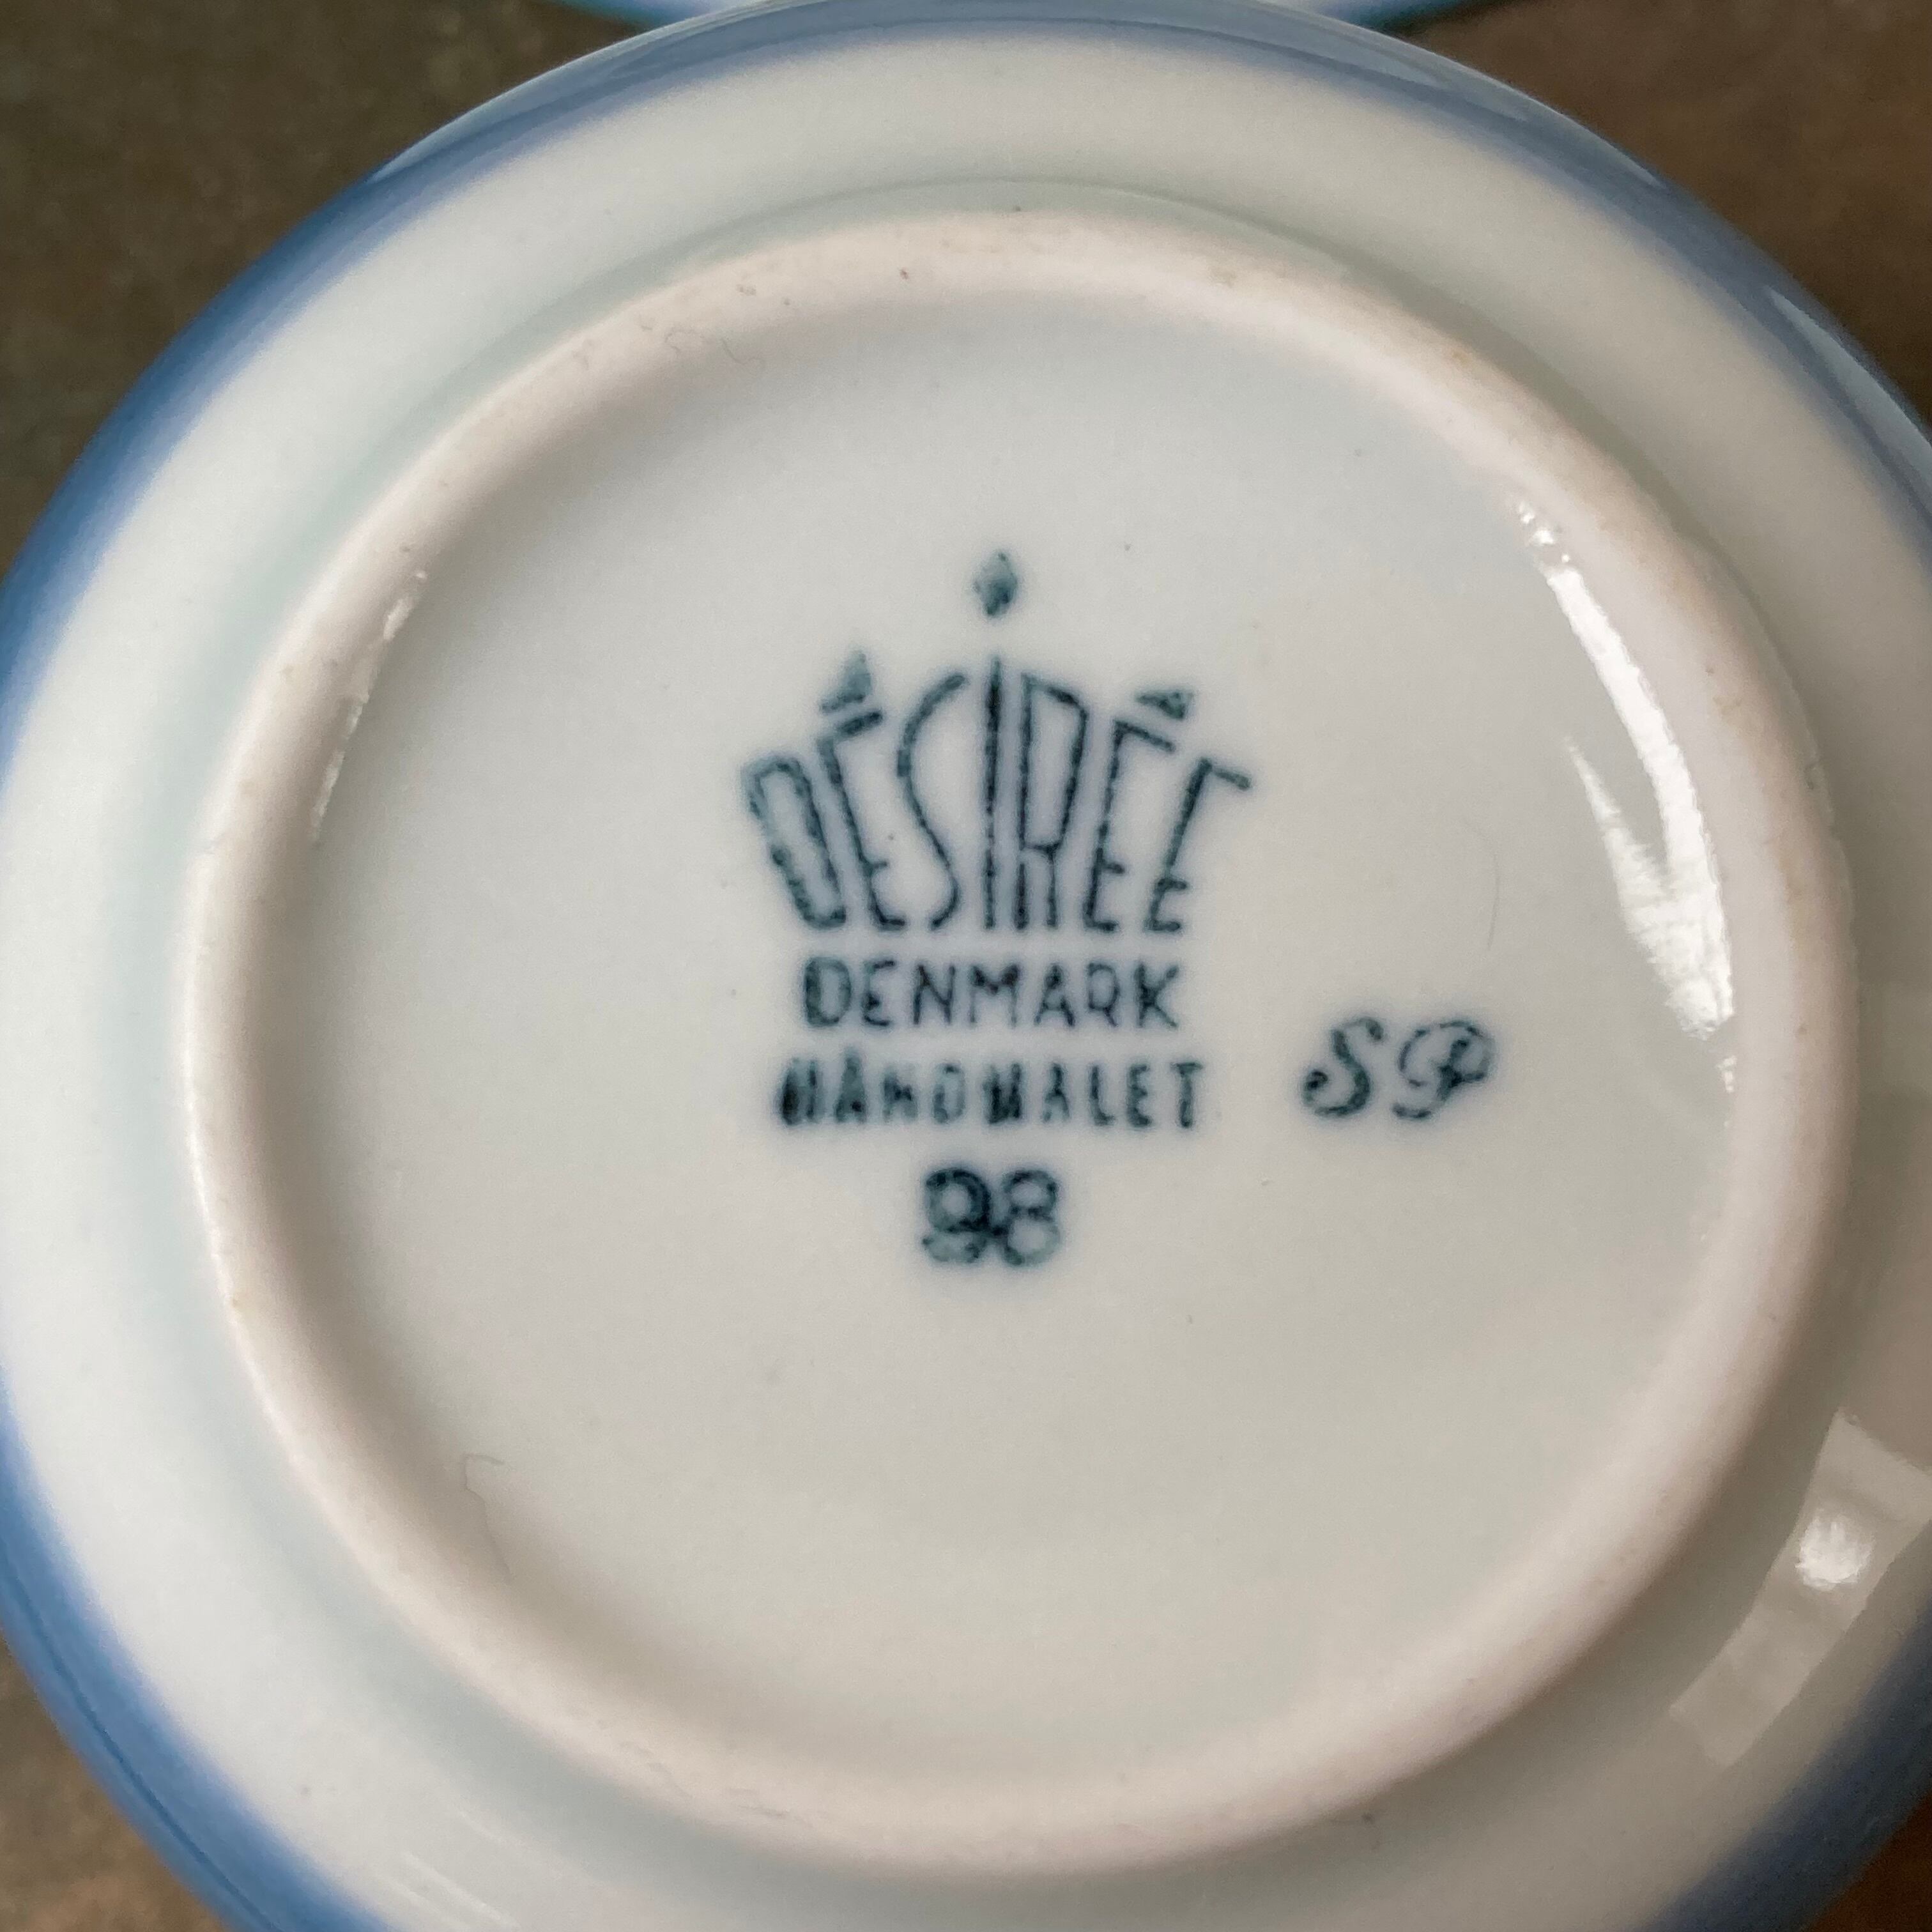 DÉSIRÉE
DENMARK
HÅNDMALET
SP
98